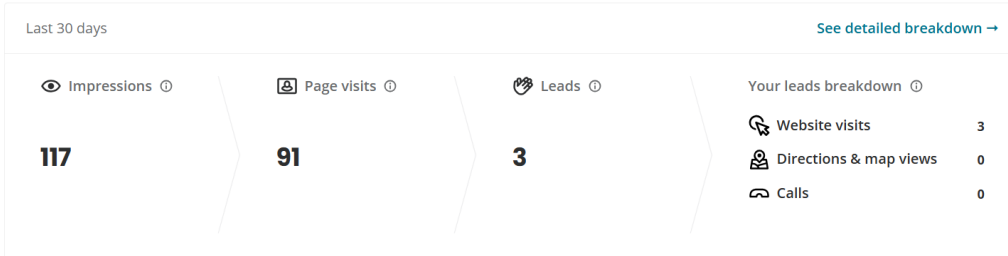 Last 30 days
See detailed breakdown →
Impressions
117
Page visits
91
Leads
3
Your leads breakdown
Website visits 3
Directions & map views 0
Calls 0